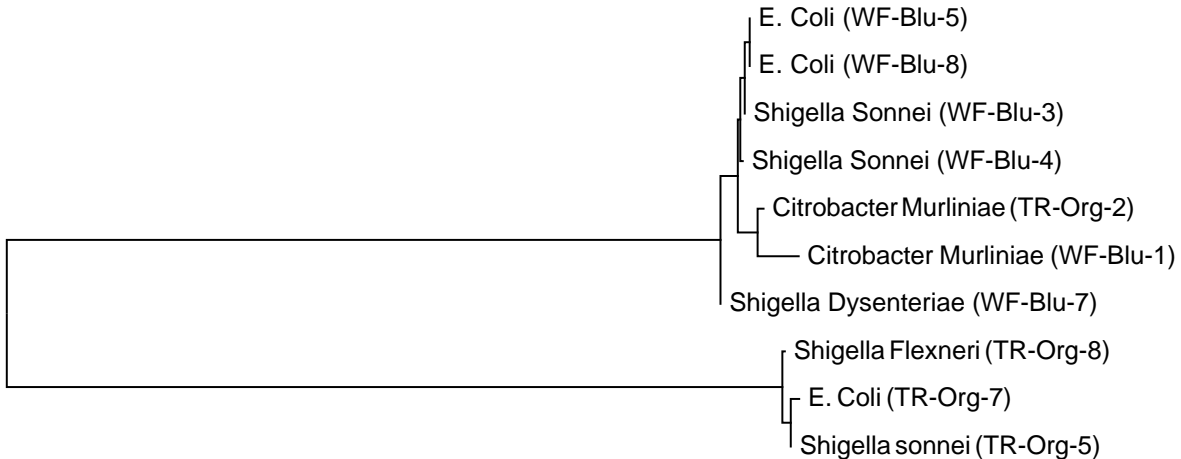 E. Coli (WF-Blu-5)
E. Coli (WF-Blu-8)
Shigella Sonnei (WF-Blu-3)
Shigella Sonnei (WF-Blu-4)
Citrobacter Murliniae (TR-Org-2)
Citrobacter Murliniae (WF-Blu-1)
Shigella Dysenteriae (WF-Blu-7)
Shigella Flexneri (TR-Org-8)
E. Coli (TR-Org-7)
Shigella sonnei (TR-Org-5)